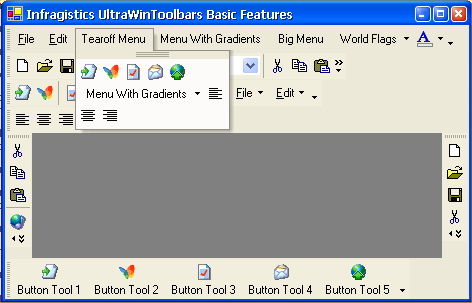 Infragistics UltraWinToolbars Basic Features
File Edit Tearoff Menu Menu With Gradients Big Menu World Flags A
Menu With Gradients
File Edit
Button Tool 1 Button Tool 2 Button Tool 3 Button Tool 4 Button Tool 5